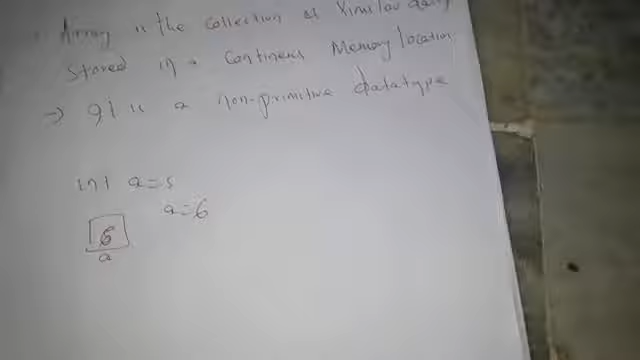 Array is the collection of Similar data
stored in a Contineus Memory location
→ It is a non-primitive datatype
int a=5
a=6
6
a